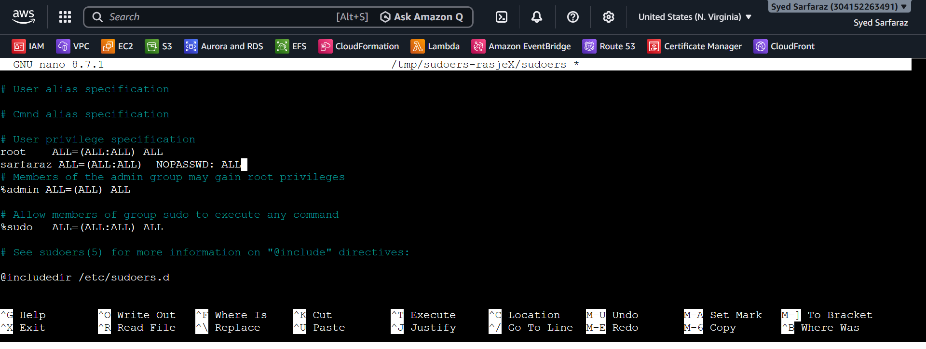 aws Search [Alt+S] Ask Amazon Q United States (N. Virginia) ▼ Syed Sarfaraz (304152263491) ▼
Syed Sarfaraz
IAM VPC EC2 S3 Aurora and RDS EFS CloudFormation Lambda Amazon EventBridge Route 53 Certificate Manager CloudFront
GNU nano 8.7.1 /tmp/sudoers-rasjeX/sudoers *
# User alias specification
# Cmnd alias specification
# User privilege specification
root ALL=(ALL:ALL) ALL
sarfaraz ALL=(ALL:ALL) NOPASSWD: ALL
# Members of the admin group may gain root privileges
%admin ALL=(ALL) ALL
# Allow members of group sudo to execute any command
%sudo ALL=(ALL:ALL) ALL
# See sudoers(5) for more information on "@include" directives:
@includedir /etc/sudoers.d
^G Help ^O Write Out ^F Where Is ^K Cut ^T Execute ^C Location M-U Undo M-A Set Mark M-] To Bracket
^X Exit ^R Read File ^\ Replace ^U Paste ^J Justify ^/ Go To Line M-E Redo M-6 Copy ^B Where Was